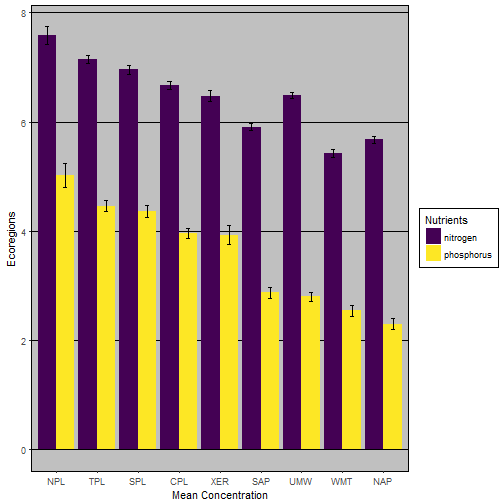 8
6
4
2
0
Ecoregions
NPL TPL SPL CPL XER SAP UMW WMT NAP
Mean Concentration
Nutrients
nitrogen
phosphorus